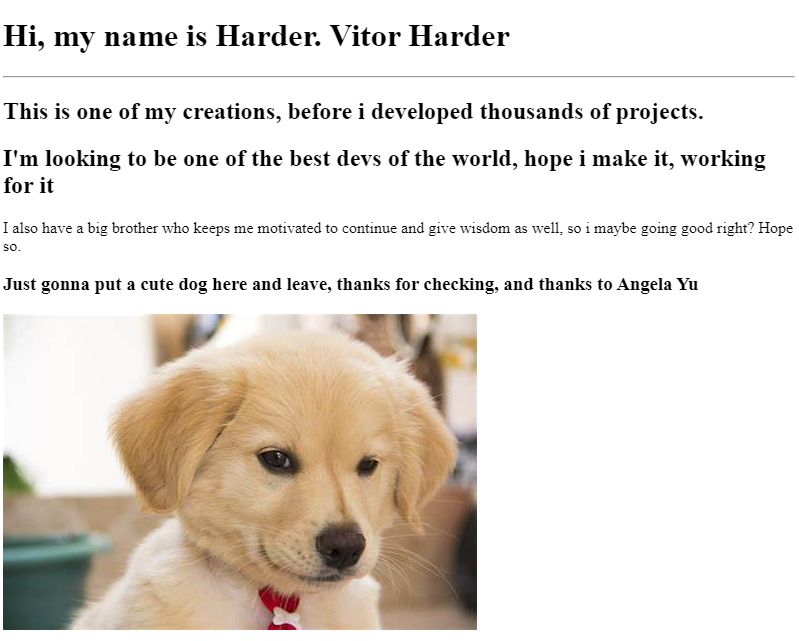 Hi, my name is Harder. Vitor Harder
This is one of my creations, before i developed thousands of projects.
I'm looking to be one of the best devs of the world, hope i make it, working
for it
I also have a big brother who keeps me motivated to continue and give wisdom as well, so i maybe going good right? Hope
so.
Just gonna put a cute dog here and leave, thanks for checking, and thanks to Angela Yu